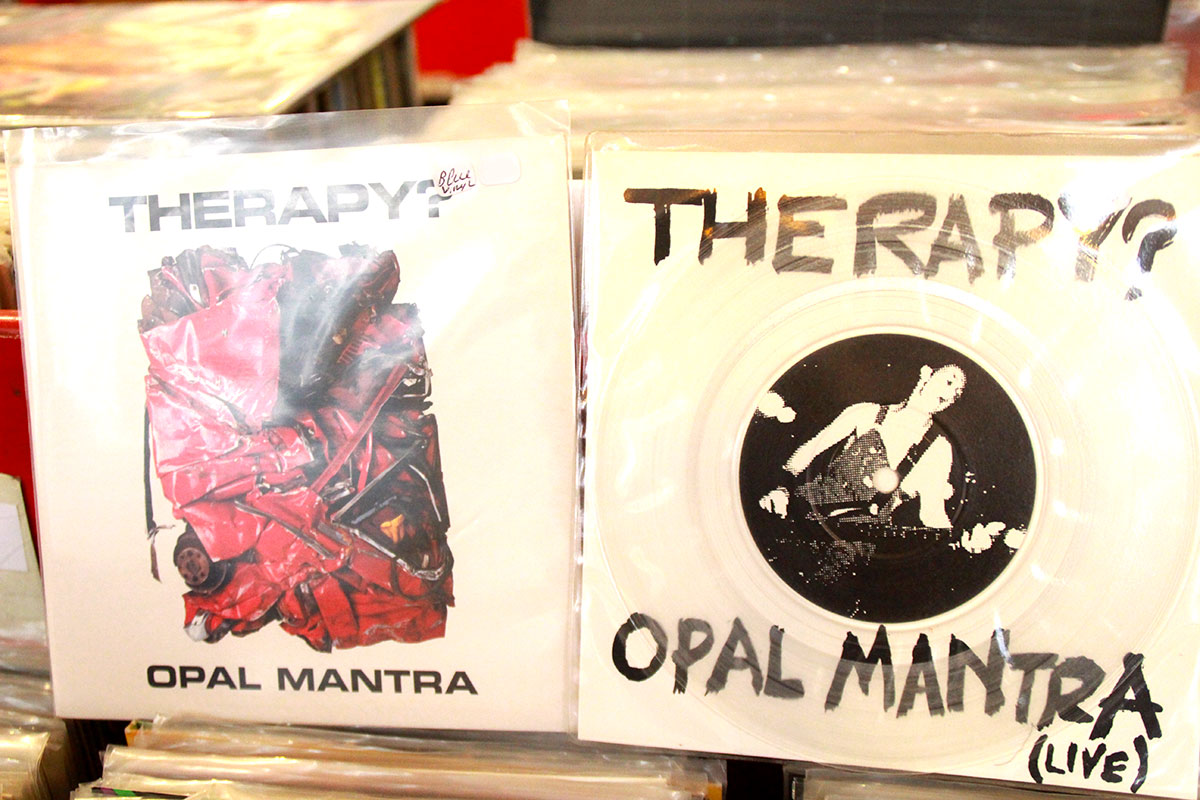 THERAPY?
Blue
Vinyl
OPAL MANTRA
THERAPY?
OPAL MANTRA
(LIVE)